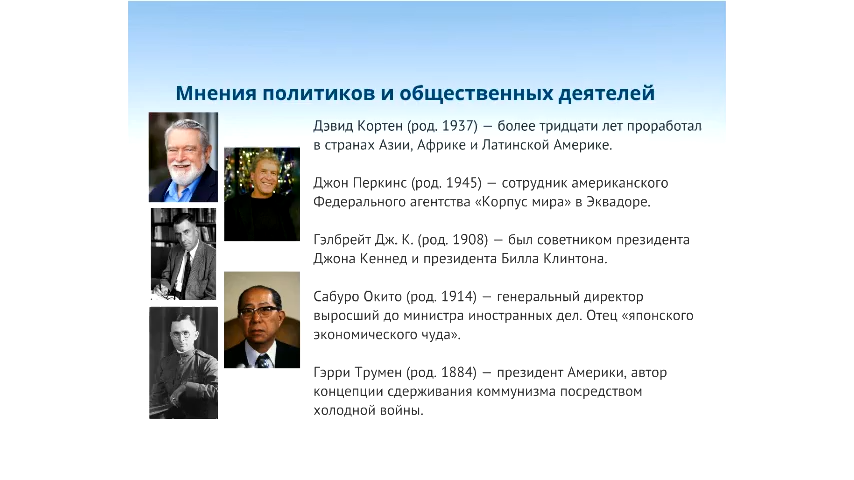 Мнения политиков и общественных деятелей
Дэвид Кортен (род. 1937) — более тридцати лет проработал
в странах Азии, Африке и Латинской Америке.
Джон Перкинс (род. 1945) — сотрудник американского
Федерального агентства «Корпус мира» в Эквадоре.
Гэлбрейт Дж. К. (род. 1908) — был советником президента
Джона Кеннед и президента Билла Клинтона.
Сабуро Окито (род. 1914) — генеральный директор
выросший до министра иностранных дел. Отец «японского
экономического чуда».
Гэрри Трумен (род. 1884) — президент Америки, автор
концепции сдерживания коммунизма посредством
холодной войны.